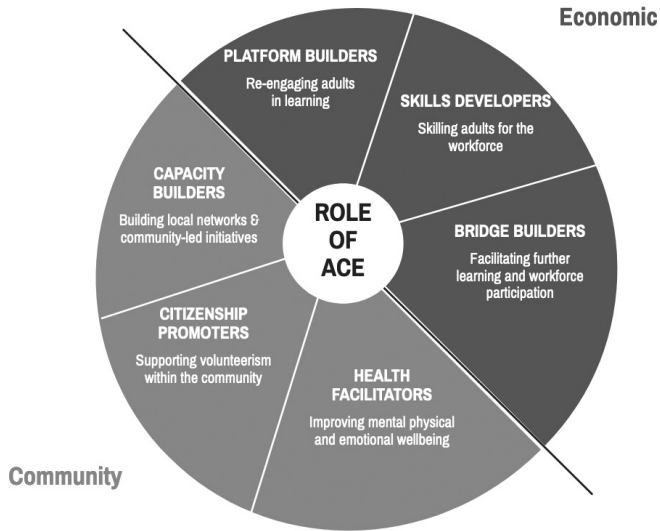 Economic
PLATFORM BUILDERS
Re-engaging adults
in learning
SKILLS DEVELOPERS
Skilling adults for the
workforce
BRIDGE BUILDERS
Facilitating further
learning and workforce
participation
HEALTH
FACILITATORS
Improving mental physical
and emotional wellbeing
CITIZENSHIP
PROMOTERS
Supporting volunteerism
within the community
CAPACITY
BUILDERS
Building local networks &
community-led initiatives
ROLE
OF
ACE
Community